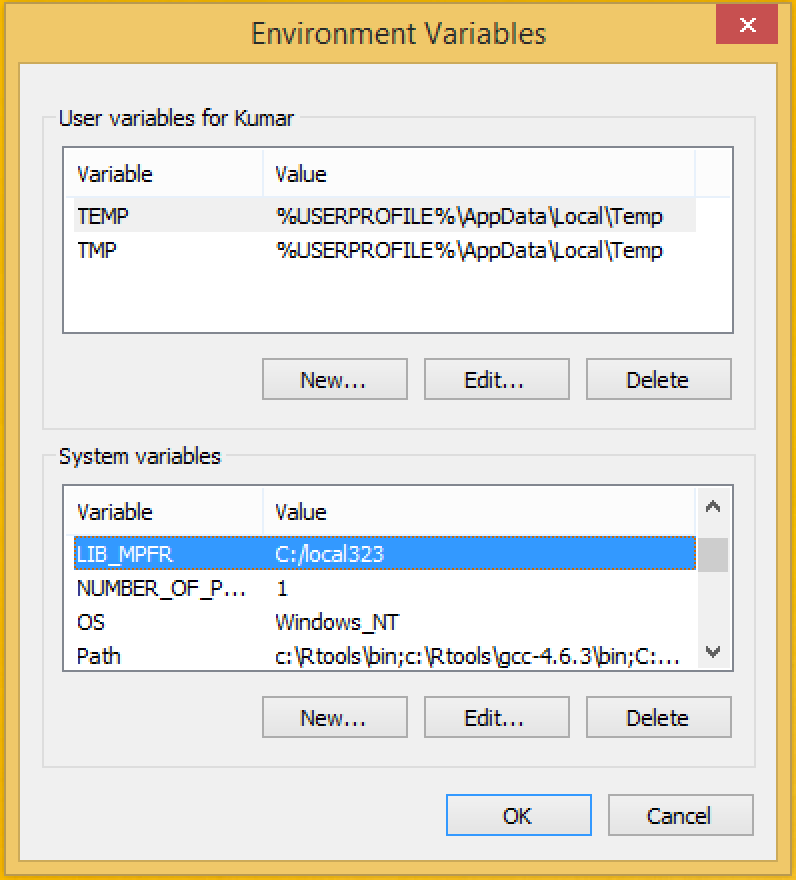 Environment Variables
User variables for Kumar
Variable Value
TEMP %USERPROFILE%\AppData\Local\Temp
TMP %USERPROFILE%\AppData\Local\Temp
New... Edit... Delete
System variables
Variable Value
LIB_MPFR C:/local323
NUMBER_OF_P... 1
OS Windows_NT
Path c:\Rtools\bin;c:\Rtools\gcc-4.6.3\bin;C:...
New... Edit... Delete
OK Cancel